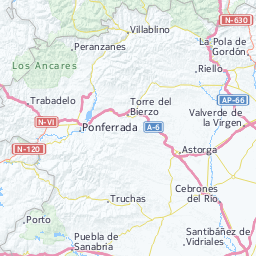 N-630
Villablino
Peranzanes
La Pola de
Gordón
Los Ancares
Riello
Trabadelo
Torre del
Bierzo
AP-66
Valverde de
la Virgen
N-VI
Ponferrada
A-6
N-120
Astorga
Cebrones
del Río
Truchas
Porto
Puebla de
Sanabria
Santibáñez de
Vidriales